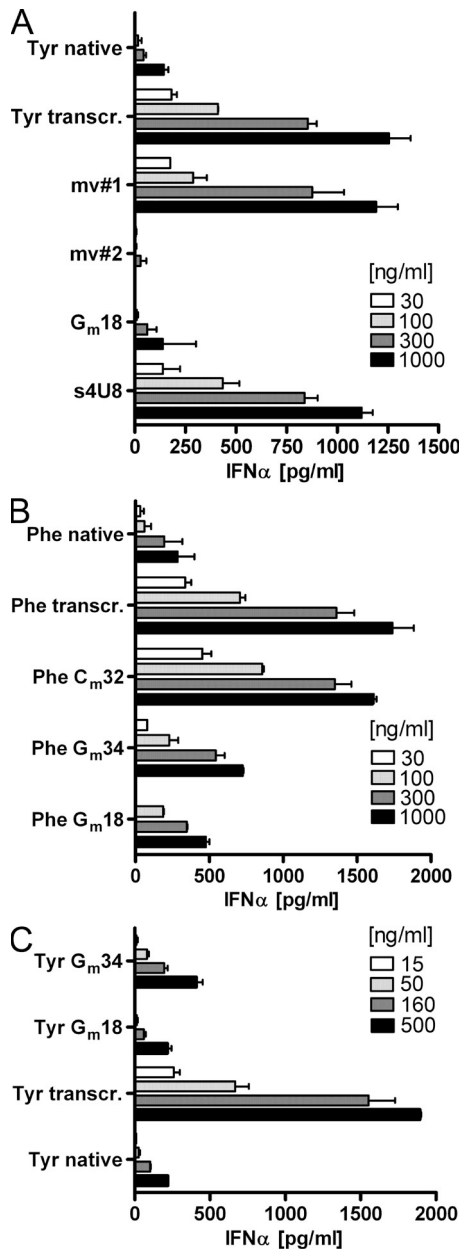 A
Tyr native
Tyr transcr.
mv#1
mv#2
Gm18
s4U8
[ng/ml]
30
100
300
1000
0 250 500 750 1000 1250 1500
IFNα [pg/ml]
B
Phe native
Phe transcr.
Phe Cm32
Phe Gm34
Phe Gm18
[ng/ml]
30
100
300
1000
0 500 1000 1500 2000
IFNα [pg/ml]
C
Tyr Gm34
Tyr Gm18
Tyr transcr.
Tyr native
[ng/ml]
15
50
160
500
0 500 1000 1500 2000
IFNα [pg/ml]